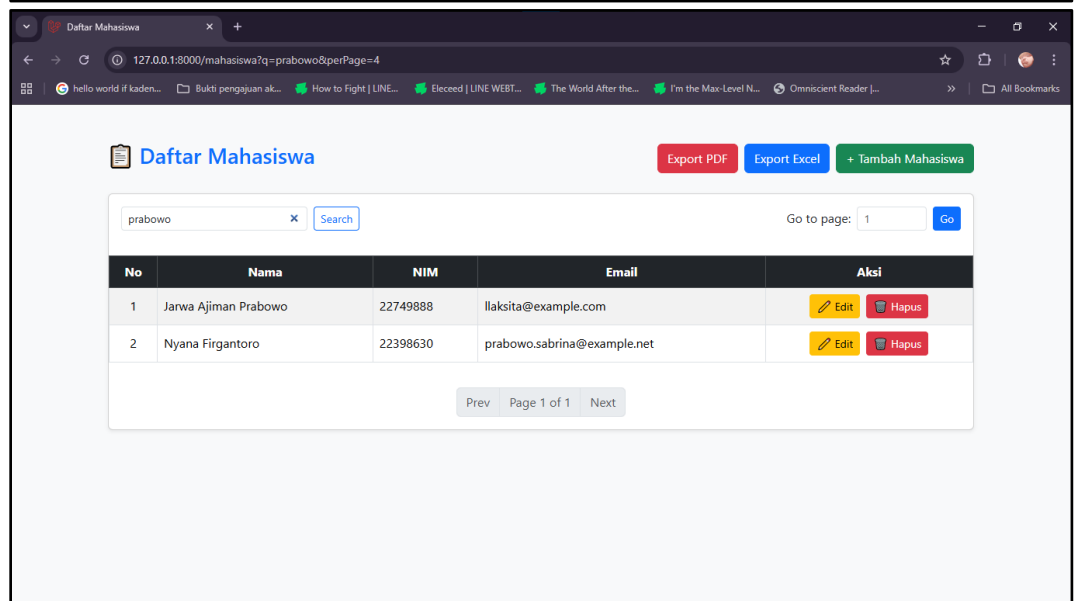 Daftar Mahasiswa
127.0.0.1:8000/mahasiswa?q=prabowo&perPage=4
hello world if kaden... Bukti pengajuan ak... How to Fight | LINE... Eleceed | LINE WEBT... The World After the... I'm the Max-Level N... Omniscient Reader |... » All Bookmarks
Daftar Mahasiswa Export PDF Export Excel + Tambah Mahasiswa
prabowo × Search Go to page: 1 Go
No Nama NIM Email Aksi
1 Jarwa Ajiman Prabowo 22749888 llaksita@example.com Edit Hapus
2 Nyana Firgantoro 22398630 prabowo.sabrina@example.net Edit Hapus
Prev Page 1 of 1 Next